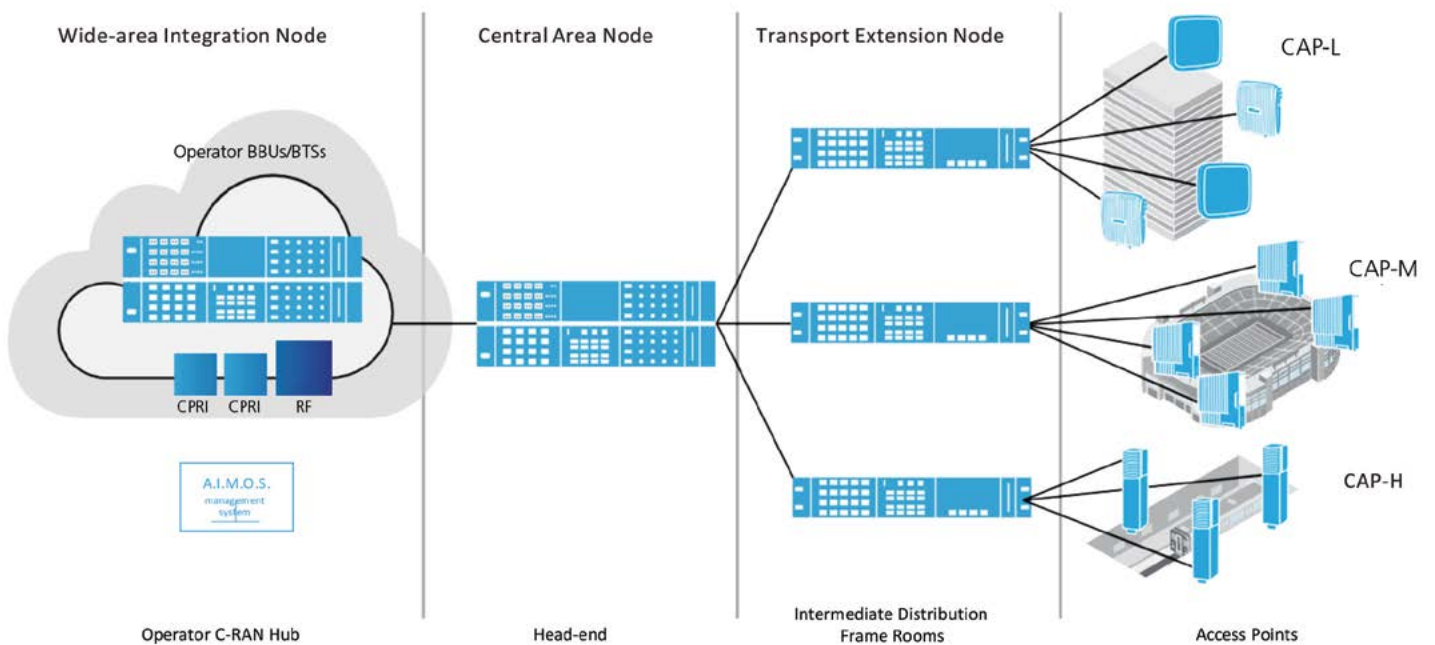 Wide-area Integration Node
Central Area Node
Transport Extension Node
CAP-L
Operator BBUs/BTSs
CAP-M
CPRI
CPRI
RF
A.I.M.O.S.
management
system
CAP-H
Operator C-RAN Hub
Head-end
Intermediate Distribution
Frame Rooms
Access Points